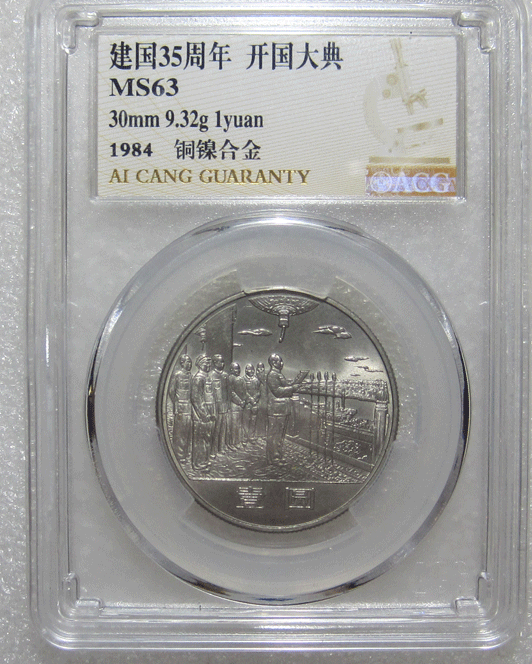 建国35周年 开国大典
MS63
30mm 9.32g 1yuan
1984 铜镍合金
AI CANG GUARANTY
ACG
壹 圆